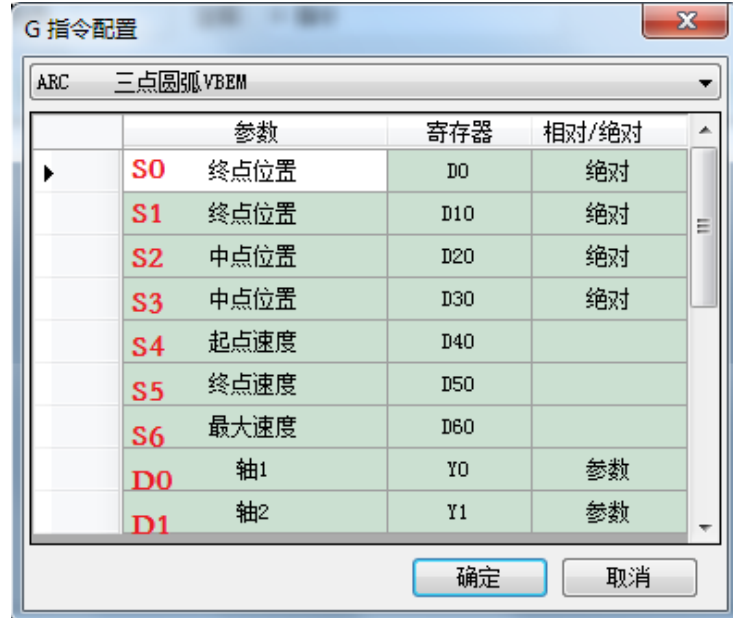 G 指令配置
ARC 三点圆弧VBEM
参数 寄存器 相对/绝对
S0 终点位置 D0 绝对
S1 终点位置 D10 绝对
S2 中点位置 D20 绝对
S3 中点位置 D30 绝对
S4 起点速度 D40
S5 终点速度 D50
S6 最大速度 D60
D0 轴1 Y0 参数
D1 轴2 Y1 参数
确定 取消